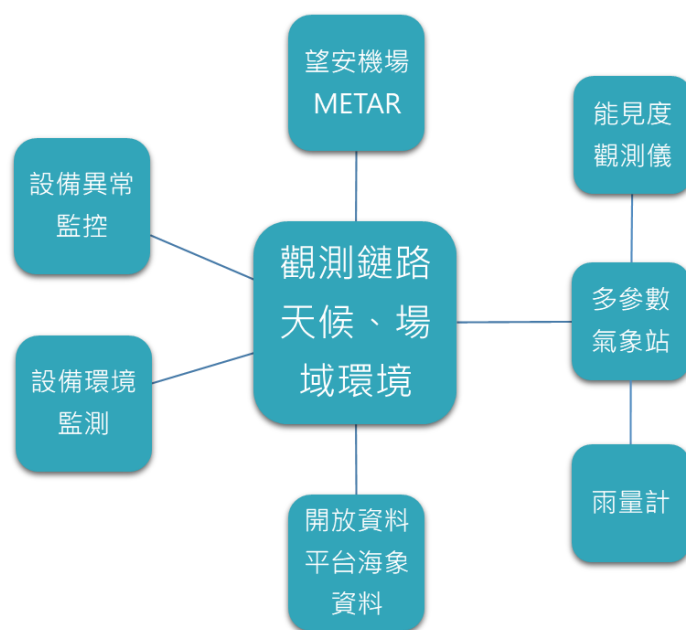 望安機場
METAR
能見度
觀測儀
設備異常
監控
觀測鏈路
天候、場
域環境
多參數
氣象站
設備環境
監測
雨量計
開放資料
平台海象
資料